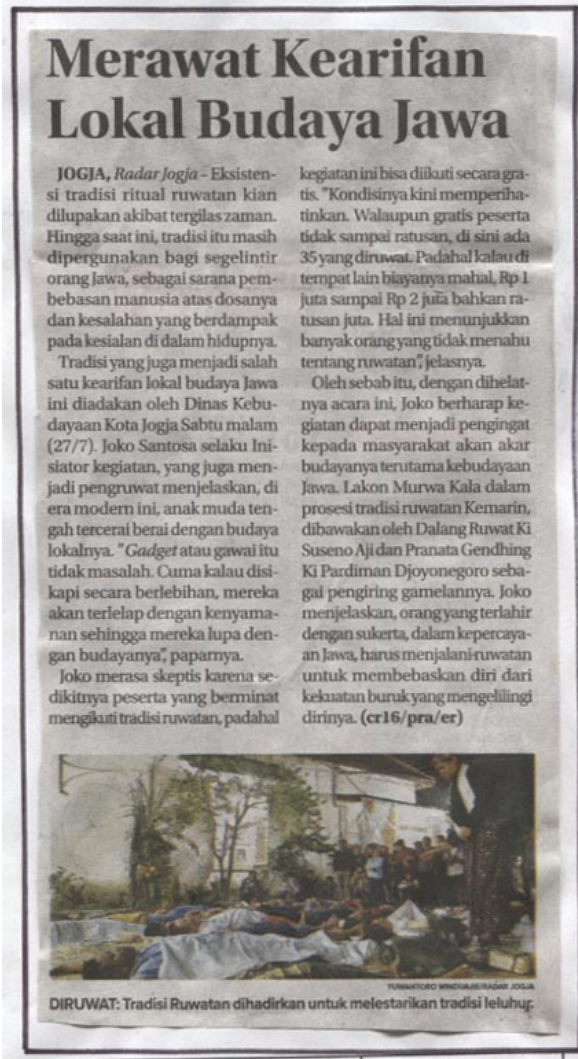 Merawat Kearifan
Lokal Budaya Jawa
JOGJA, Radar Jogja – Eksisten-
si tradisi ritual ruwatan kian
dilupakan akibat tergilas zaman.
Hingga saat ini, tradisi itu masih
dipergunakan bagi segelintir
orang Jawa, sebagai sarana pem-
bebasan manusia atas dosanya
dan kesalahan yang berdampak
pada kesialan di dalam hidupnya.
Tradisi yang juga menjadi salah
satu kearifan lokal budaya Jawa
ini diadakan oleh Dinas Kebu-
dayaan Kota Jogja Sabtu malam
(27/7). Joko Santosa selaku Ini-
siator kegiatan, yang juga men-
jadi pengruwat menjelaskan, di
era modern ini, anak muda ten-
gah tercerai berai dengan budaya
lokalnya. "Gadget atau gawai itu
tidak masalah. Cuma kalau disi-
kapi secara berlebihan, mereka
akan terlelap dengan kenyama-
nan sehingga mereka lupa den-
gan budayanya", paparnya.
Joko merasa skeptis karena se-
dikitnya peserta yang berminat
mengikuti tradisi ruwatan, padahal
kegiatan ini bisa diikuti secara gra-
tis. "Kondisinya kini memperiha-
tinkan. Walaupun gratis peserta
tidak sampai ratusan, di sini ada
35 yang diruwat. Padahal kalau di
tempat lain biayanya mahal, Rp 1
juta sampai Rp 2 juta bahkan ra-
tusan juta. Hal ini menunjukkan
banyak orang yang tidak menahu
tentang ruwatan", jelasnya.
Oleh sebab itu, dengan dihelat-
nya acara ini, Joko berharap ke-
giatan dapat menjadi pengingat
kepada masyarakat akan akar
budayanya terutama kebudayaan
Jawa. Lakon Murwa Kala dalam
prosesi tradisi ruwatan Kemarin,
dibawakan oleh Dalang Ruwat Ki
Suseno Aji dan Pranata Gendhing
Ki Pardiman Djoyonegoro seba-
gai pengiring gamelannya. Joko
menjelaskan, orang yang terlahir
dengan sukerta, dalam kepercaya-
an Jawa, harus menjalani ruwatan
untuk membebaskan diri dari
kekuatan buruk yang mengelilingi
dirinya. (cr16/pra/er)
RADAR JOGJA
DIRUWAT: Tradisi Ruwatan dihadirkan untuk melestarikan tradisi leluhur.